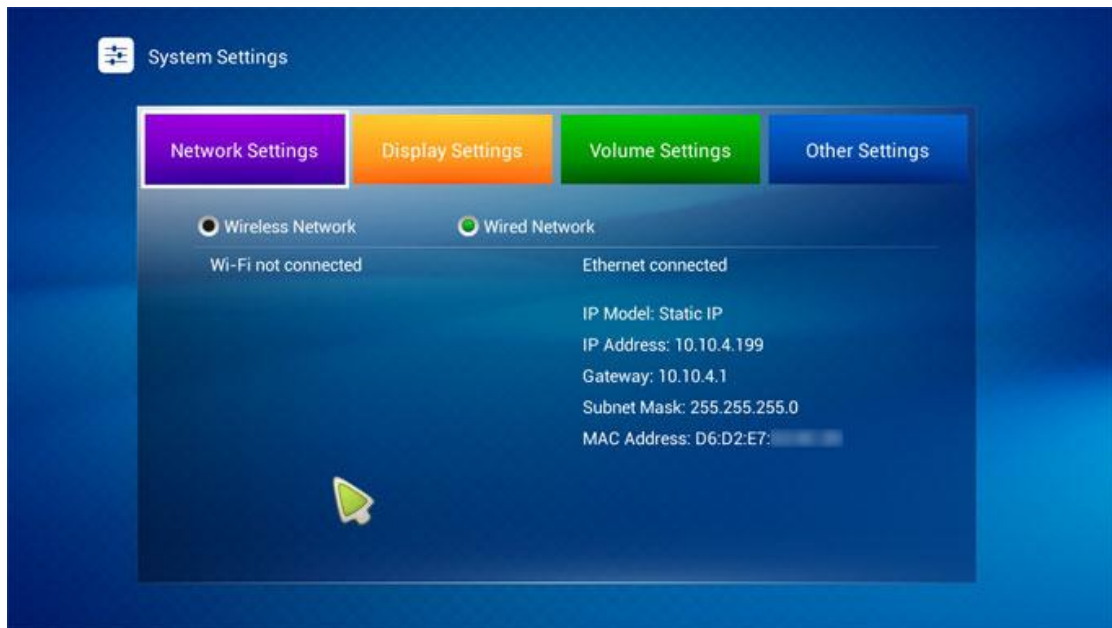 System Settings
Network Settings Display Settings Volume Settings Other Settings
Wireless Network Wired Network
Wi-Fi not connected Ethernet connected
IP Model: Static IP
IP Address: 10.10.4.199
Gateway: 10.10.4.1
Subnet Mask: 255.255.255.0
MAC Address: D6:D2:E7: